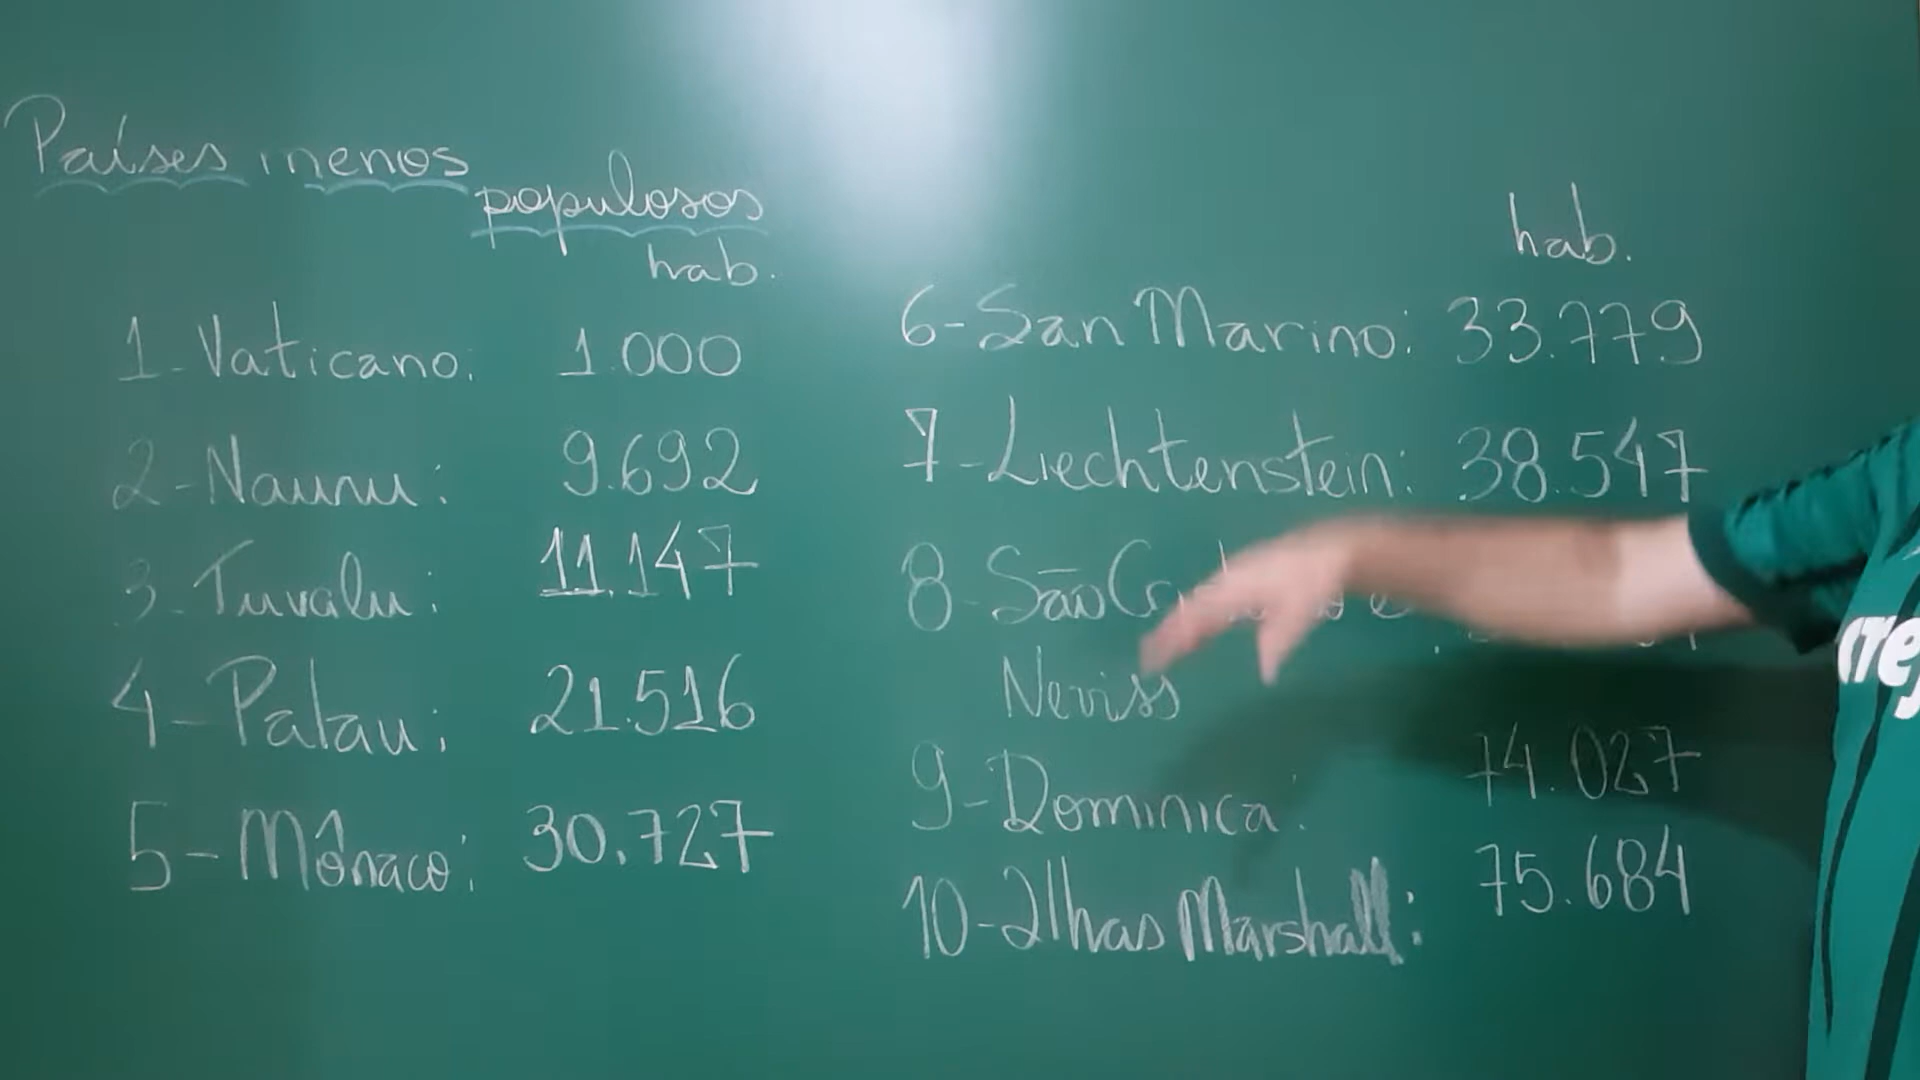 Países menos
populosos
hab.
1-Vaticano: 1.000
2-Nauru: 9.692
3-Tuvalu: 11.147
4-Palau: 21.516
5-Mônaco: 30.727
hab.
6-San Marino: 33.779
7-Liechtenstein: 38.547
8-São e
Neviss
9-Dominica: 74.027
10-Ilhas Marshall: 75.684